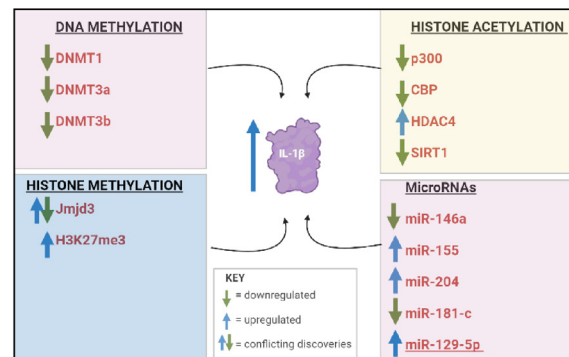 DNA METHYLATION
DNMT1
DNMT3a
DNMT3b
HISTONE ACETYLATION
p300
CBP
HDAC4
SIRT1
IL-1β
HISTONE METHYLATION
Jmjd3
H3K27me3
MicroRNAs
miR-146a
miR-155
miR-204
miR-181-c
miR-129-5p
KEY
= downregulated
= upregulated
= conflicting discoveries